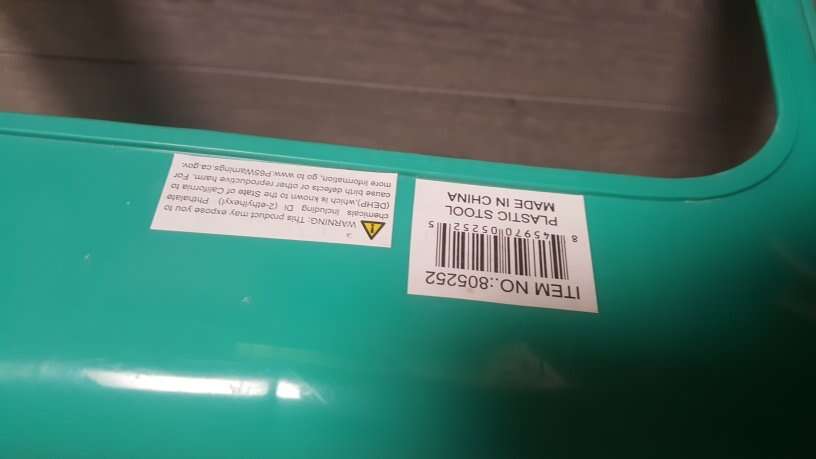 ITEM NO.:805252
8 45970 05252 5
PLASTIC STOOL
MADE IN CHINA
WARNING: This product may expose you to
chemicals including Di (2-ethylhexyl) Phthalate
(DEHP),which is known to the State of California to
cause birth defects or other reproductive harm. For
more information, go to www.P65Warnings.ca.gov.